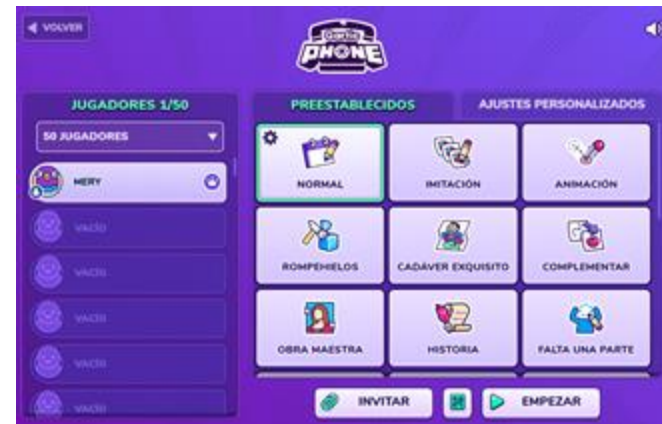 VOLVER
Gartic
PHONE
JUGADORES 1/50
PREESTABLECIDOS
AJUSTES PERSONALIZADOS
50 JUGADORES
MERY
VACÍO
VACÍO
VACÍO
VACÍO
VACÍO
NORMAL
IMITACIÓN
ANIMACIÓN
ROMPEHIELOS
CADÁVER EXQUISITO
COMPLEMENTAR
OBRA MAESTRA
HISTORIA
FALTA UNA PARTE
INVITAR
EMPEZAR